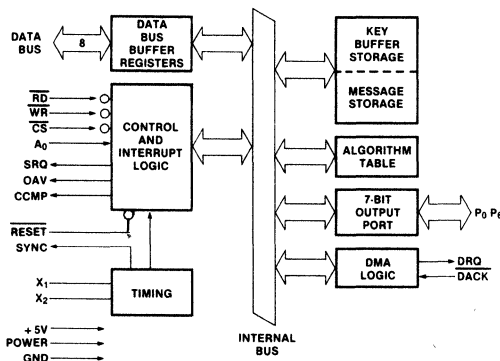 DATA
BUS
8
DATA
BUS
BUFFER
REGISTERS
KEY
BUFFER
STORAGE
MESSAGE
STORAGE
RD
WR
CS
A0
SRQ
OAV
CCMP
CONTROL
AND
INTERRUPT
LOGIC
ALGORITHM
TABLE
7-BIT
OUTPUT
PORT
P0 P6
RESET
SYNC
DMA
LOGIC
DRQ
DACK
X1
X2
TIMING
+ 5V
POWER
GND
INTERNAL
BUS